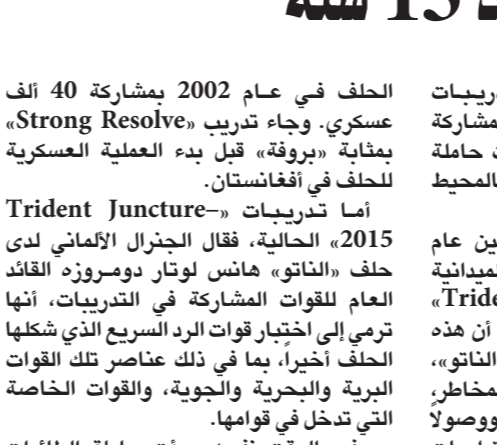 15 سنة
دريبات
مشاركة
حاملة
المحيط
ين عام
لميدانية
أن هذه
الناتو»،
لمخاطر،
ووصولاً
الحلف في عام 2002 بمشاركة 40 ألف
عسكري. وجاء تدريب «Strong Resolve»
بمثابة «بروفة» قبل بدء العملية العسكرية
للحلف في أفغانستان.
أما تدريبات «Trident Juncture–
2015» الحالية، فقال الجنرال الألماني لدى
حلف «الناتو» هانس لوتار دومروزه القائد
العام للقوات المشاركة في التدريبات، أنها
ترمي إلى اختبار قوات الرد السريع الذي شكلها
الحلف أخيراً، بما في ذلك عناصر تلك القوات
البرية والبحرية والجوية، والقوات الخاصة
التي تدخل في قوامها.